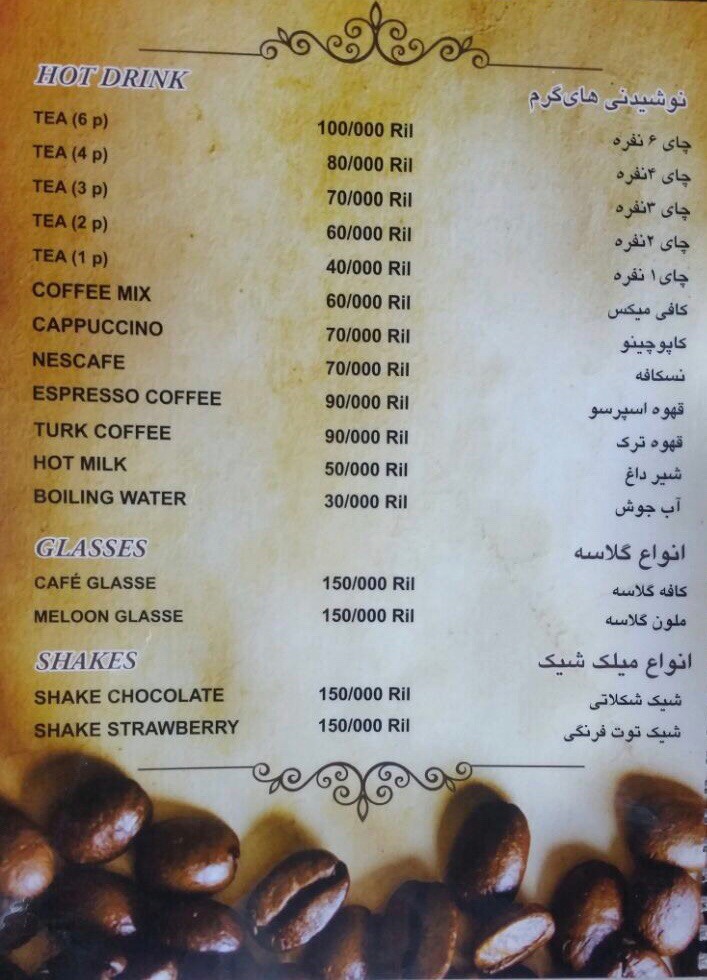 HOT DRINK نوشیدنی های‌گرم
TEA (6 p) 100/000 Ril چای ۶ نفره
TEA (4 p) 80/000 Ril چای ۴نفره
TEA (3 p) 70/000 Ril چای ۳نفره
TEA (2 p) 60/000 Ril چای ۲نفره
TEA (1 p) 40/000 Ril چای۱ نفره
COFFEE MIX 60/000 Ril کافی میکس
CAPPUCCINO 70/000 Ril کاپوچینو
NESCAFE 70/000 Ril نسکافه
ESPRESSO COFFEE 90/000 Ril قهوه اسپرسو
TURK COFFEE 90/000 Ril قهوه ترک
HOT MILK 50/000 Ril شیر داغ
BOILING WATER 30/000 Ril آب جوش
GLASSES انواع گلاسه
CAFÉ GLASSE 150/000 Ril کافه گلاسه
MELOON GLASSE 150/000 Ril ملون گلاسه
SHAKES انواع میلک شیک
SHAKE CHOCOLATE 150/000 Ril شیک شکلاتی
SHAKE STRAWBERRY 150/000 Ril شیک توت فرنگی